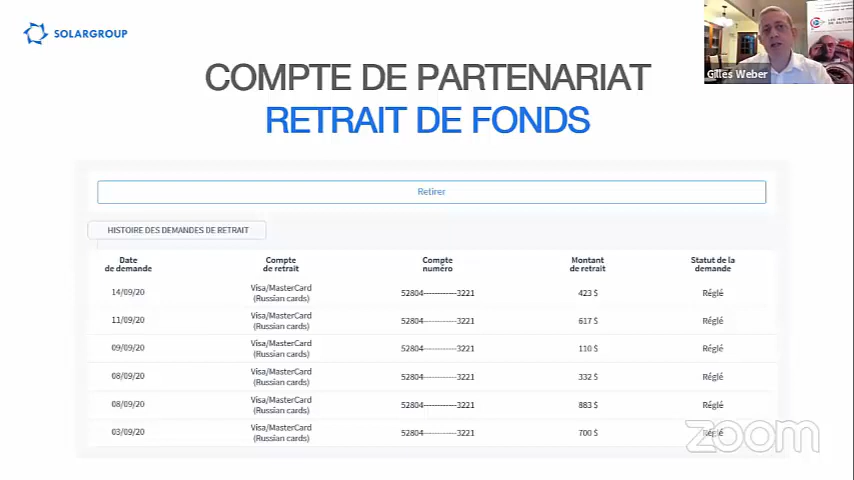 SOLARGROUP
COMPTE DE PARTENARIAT
RETRAIT DE FONDS
Gilles Weber
Retirer
HISTOIRE DES DEMANDES DE RETRAIT
Date de demande Compte de retrait Compte numéro Montant de retrait Statut de la demande
14/09/20 Visa/MasterCard (Russian cards) 52804------------3221 423 $ Réglé
11/09/20 Visa/MasterCard (Russian cards) 52804------------3221 617 $ Réglé
09/09/20 Visa/MasterCard (Russian cards) 52804------------3221 110 $ Réglé
08/09/20 Visa/MasterCard (Russian cards) 52804------------3221 332 $ Réglé
08/09/20 Visa/MasterCard (Russian cards) 52804------------3221 883 $ Réglé
03/09/20 Visa/MasterCard (Russian cards) 52804------------3221 700 $ Réglé
zoom